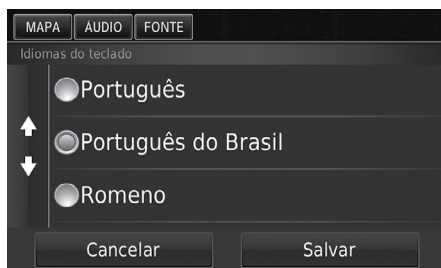 MAPA ÁUDIO FONTE
Idiomas do teclado
Português
Português do Brasil
Romeno
Cancelar Salvar